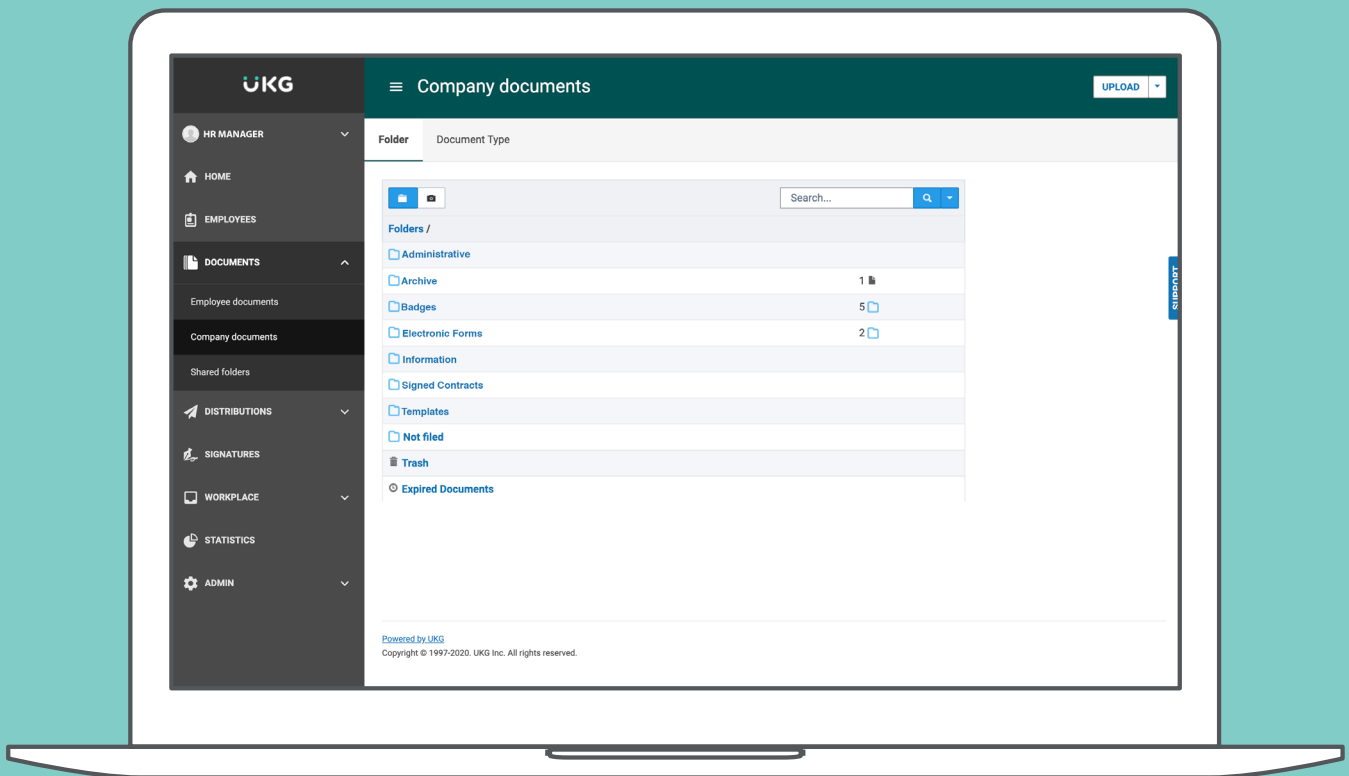 UKG
Company documents
UPLOAD
HR MANAGER
Folder Document Type
HOME
EMPLOYEES
DOCUMENTS
Employee documents
Company documents
Shared folders
DISTRIBUTIONS
SIGNATURES
WORKPLACE
STATISTICS
ADMIN
Search...
Folders /
Administrative
Archive 1
Badges 5
Electronic Forms 2
Information
Signed Contracts
Templates
Not filed
Trash
Expired Documents
SUPPORT
Powered by UKG
Copyright © 1997-2020. UKG Inc. All rights reserved.